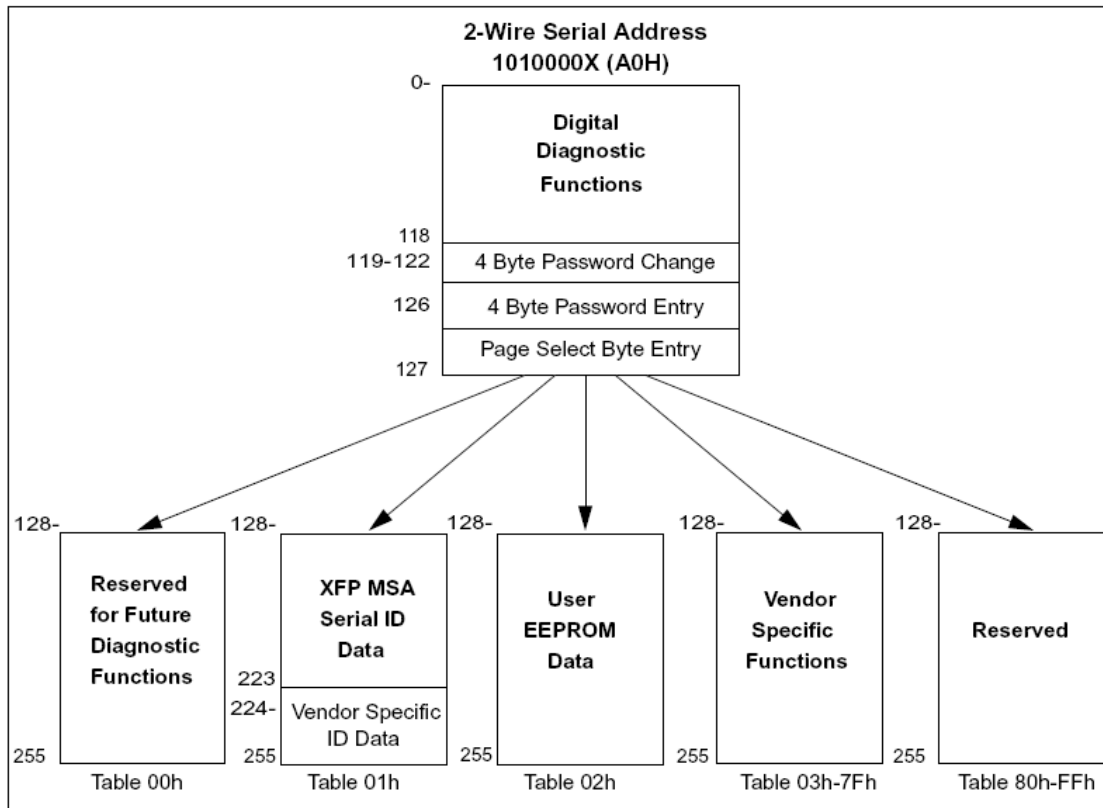 2-Wire Serial Address
1010000X (A0H)
0-
Digital
Diagnostic
Functions
118
119-122
4 Byte Password Change
126
4 Byte Password Entry
Page Select Byte Entry
127
128-
Reserved
for Future
Diagnostic
Functions
255
Table 00h
128-
XFP MSA
Serial ID
Data
223
224-
Vendor Specific
ID Data
255
Table 01h
128-
User
EEPROM
Data
255
Table 02h
128-
Vendor
Specific
Functions
255
Table 03h-7Fh
128-
Reserved
255
Table 80h-FFh